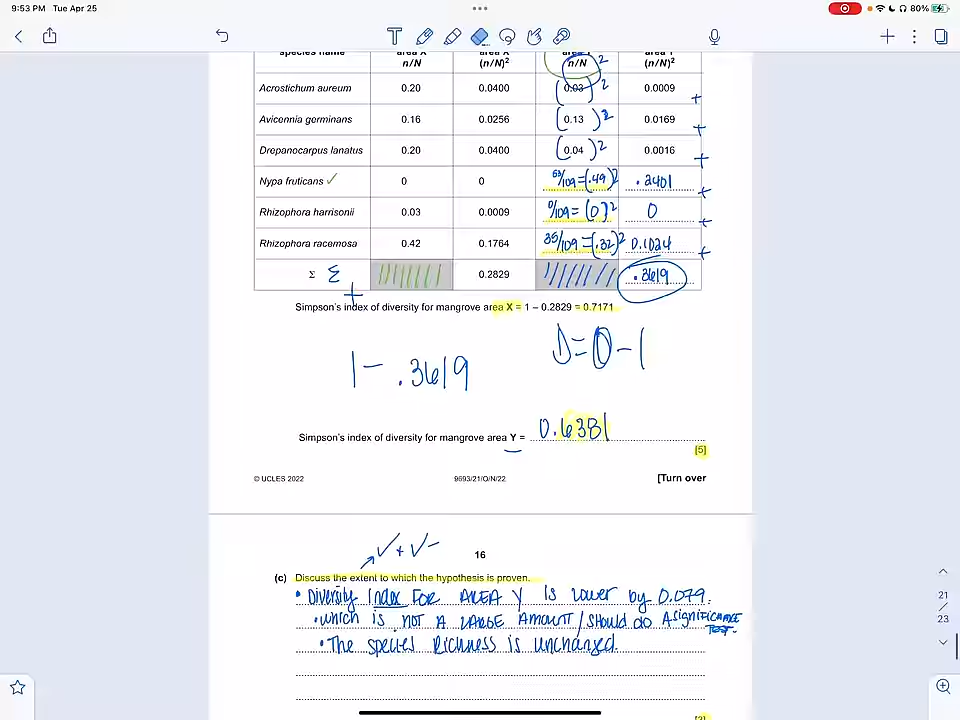 9:53 PM Tue Apr 25
80%
species name area X n/N area X (n/N)² n/N ² area Y (n/N)²
Acrostichum aureum 0.20 0.0400 (0.03)² 0.0009 +
Avicennia germinans 0.16 0.0256 (0.13)² 0.0169 +
Drepanocarpus lanatus 0.20 0.0400 (0.04)² 0.0016 +
Nypa fruticans ✓ 0 0 /109 = (.49)² .2401 +
Rhizophora harrisonii 0.03 0.0009 0/109 = (0)² 0 +
Rhizophora racemosa 0.42 0.1764 35/109 = (.32)² 0.1024 +
Σ Σ 0.2829 .3619
+
Simpson's index of diversity for mangrove area X = 1 – 0.2829 = 0.7171
D = 0 – 1
1 – .3619
Simpson's index of diversity for mangrove area Y = 0.6381
[5]
© UCLES 2022 9693/21/O/N/22 [Turn over
✓ + ✓ –
16
(c) Discuss the extent to which the hypothesis is proven.
• Diversity Index FOR AREA Y is lower by 0.079.
• which is NOT A LARGE AMOUNT / should do A significance test.
• The species Richness is unchanged.
[3]
21
/
23